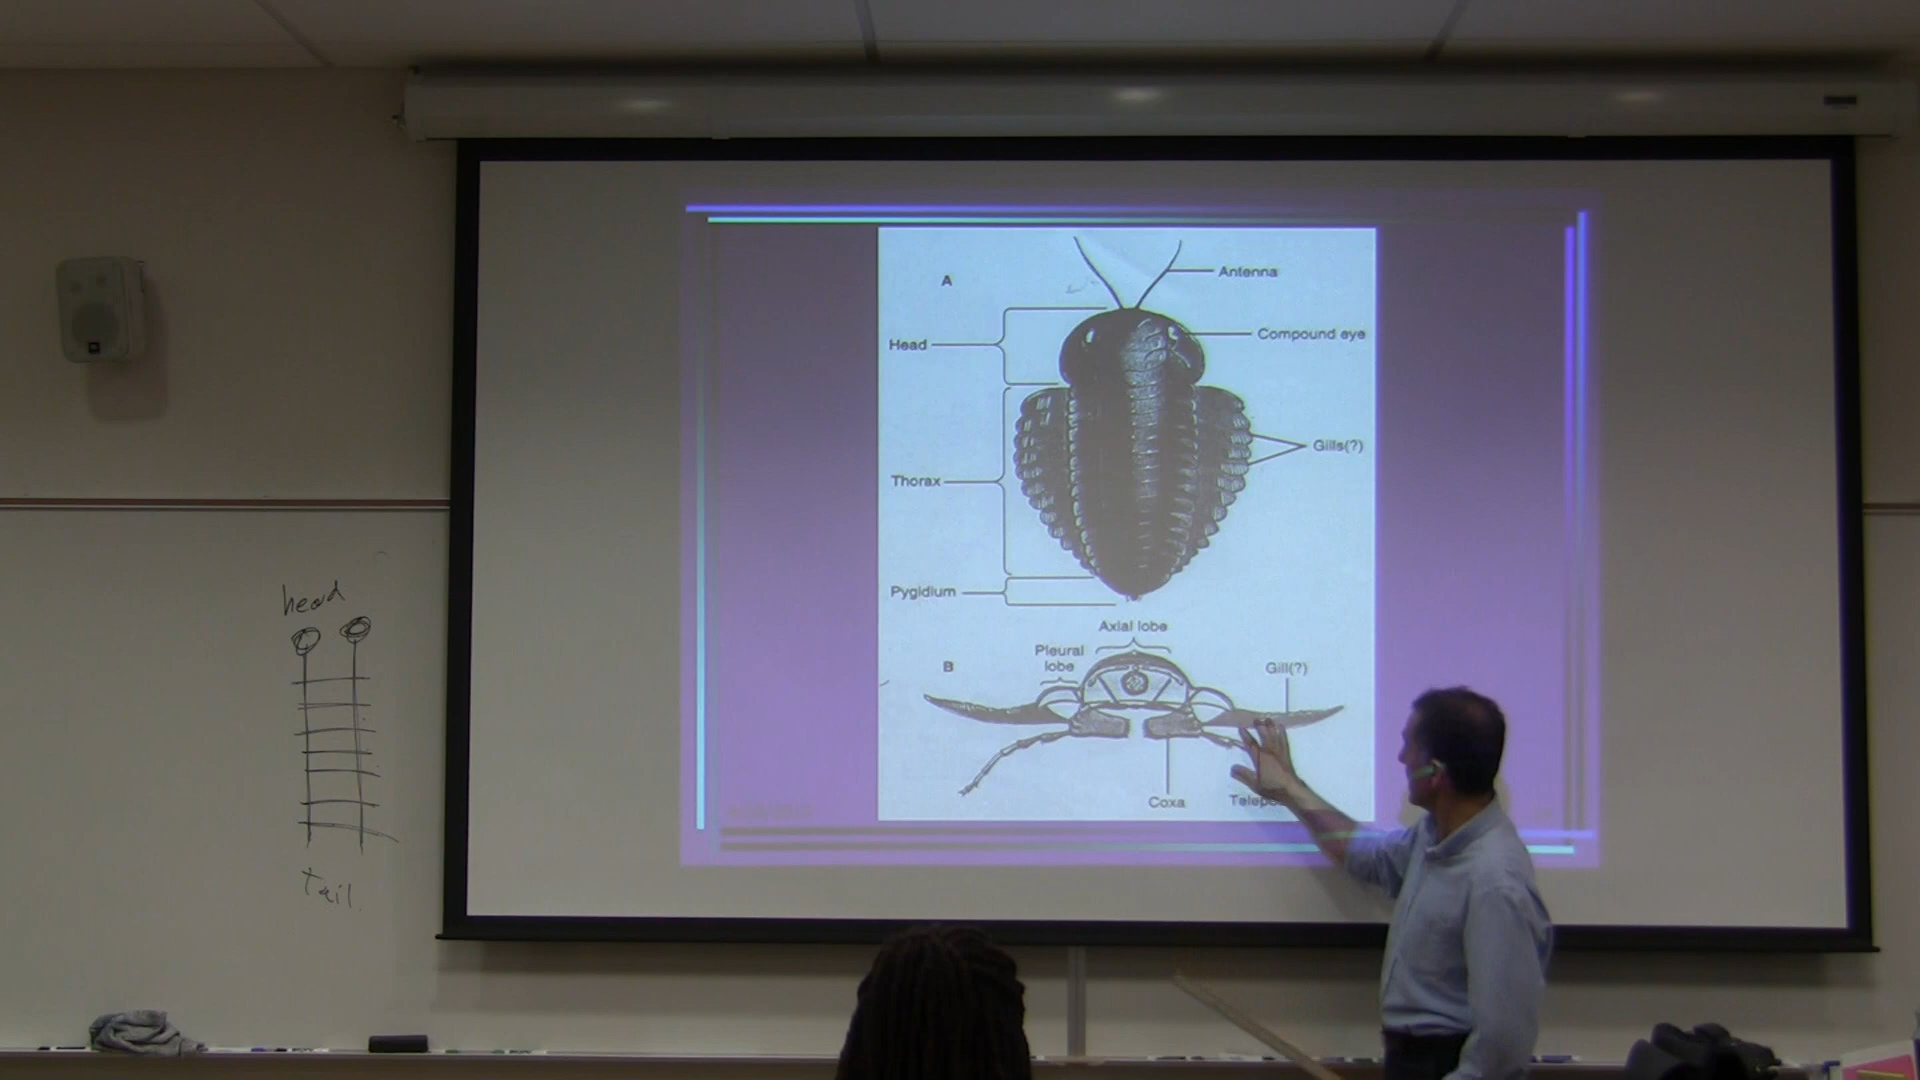 A
Antenna
Compound eye
Head
Gills(?)
Thorax
Pygidium
Axial lobe
Pleural
lobe
B
Gill(?)
Coxa
head
tail